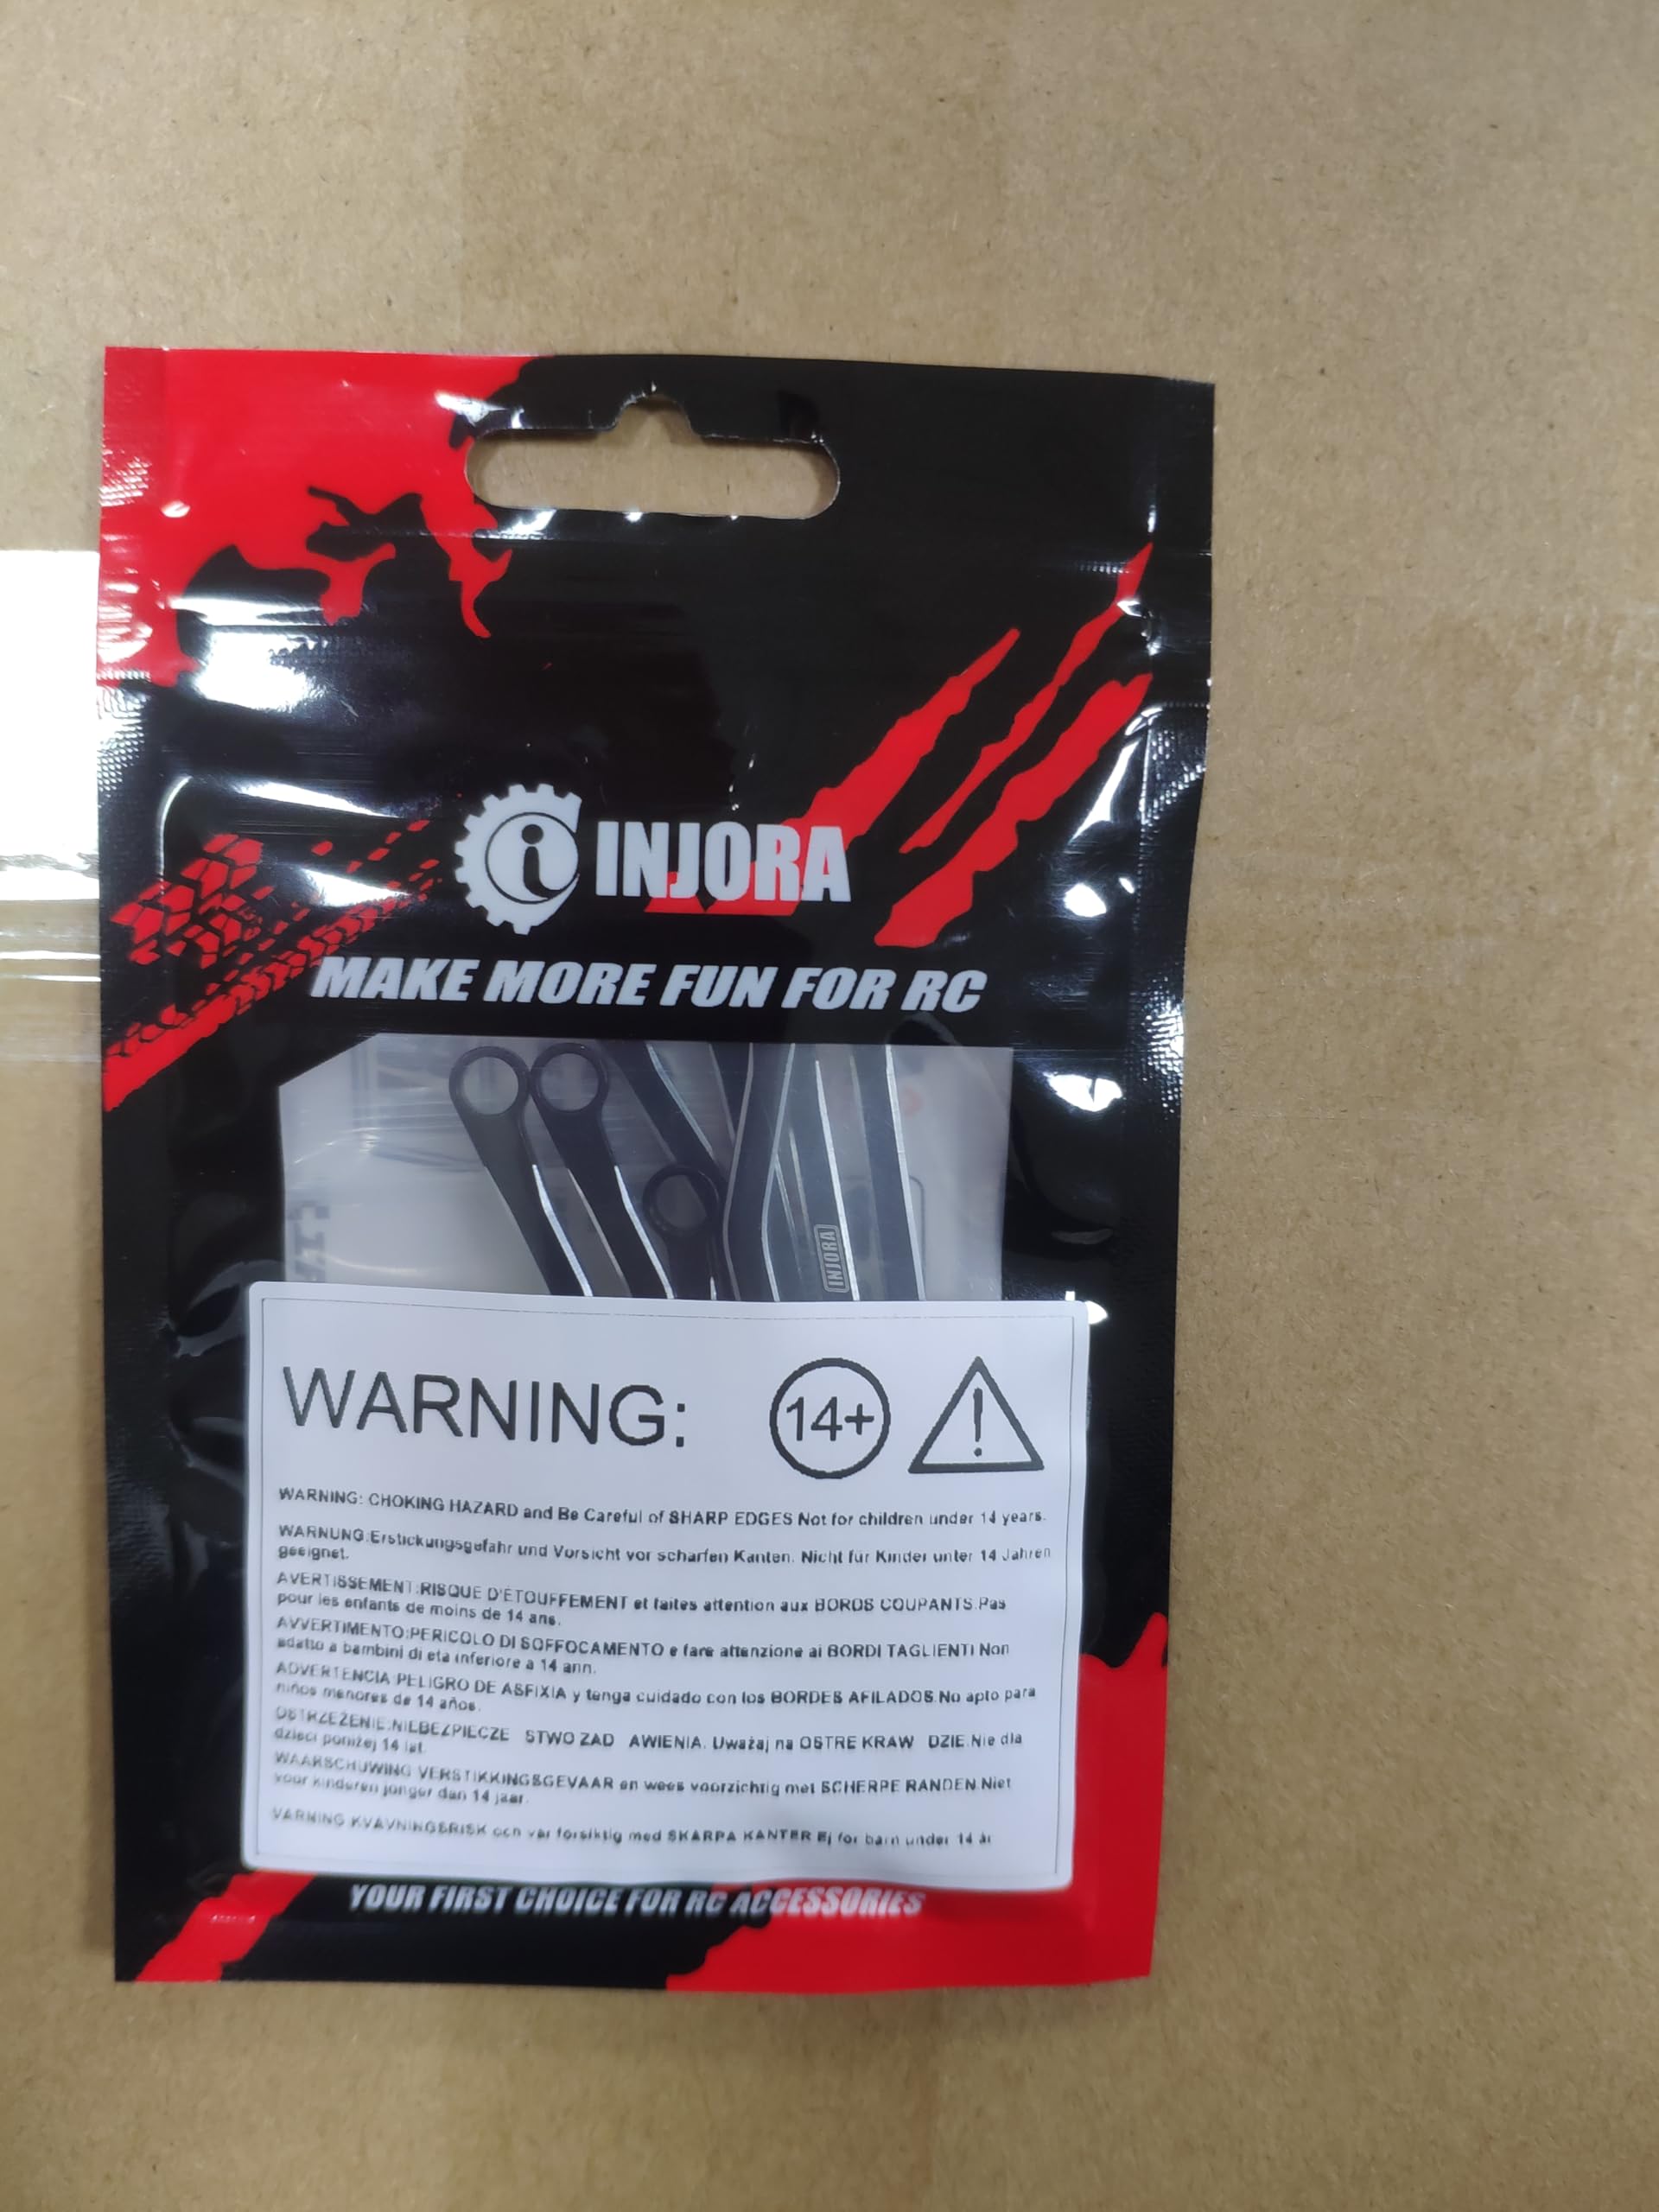 INJORA
MAKE MORE FUN FOR RC
INJORA
WARNING: 14+
WARNING: CHOKING HAZARD and Be Careful of SHARP EDGES Not for children under 14 years.
WARNUNG:Erstickungsgefahr und Vorsicht vor scharfen Kanten. Nicht für Kinder unter 14 Jahren
geeignet.
AVERTISSEMENT:RISQUE D'ÉTOUFFEMENT et faites attention aux BORDS COUPANTS.Pas
pour les enfants de moins de 14 ans.
AVVERTIMENTO:PERICOLO DI SOFFOCAMENTO e fare attenzione ai BORDI TAGLIENTI Non
adatto a bambini di eta inferiore a 14 ann.
ADVERTENCIA:PELIGRO DE ASFIXIA y tenga cuidado con los BORDES AFILADOS.No apto para
niños menores de 14 años.
OSTRZEŻENIE:NIEBEZPIECZE STWO ZAD AWIENIA. Uważaj na OSTRE KRAW DZIE.Nie dla
dzieci poniżej 14 lat.
WAARSCHUWING VERSTIKKINGSGEVAAR en wees voorzichtig met SCHERPE RANDEN.Niet
voor kinderen jonger dan 14 jaar.
VARNING KVAVNINGSRISK och var forsiktig med SKARPA KANTER Ej for barn under 14 år
YOUR FIRST CHOICE FOR RC ACCESSORIES